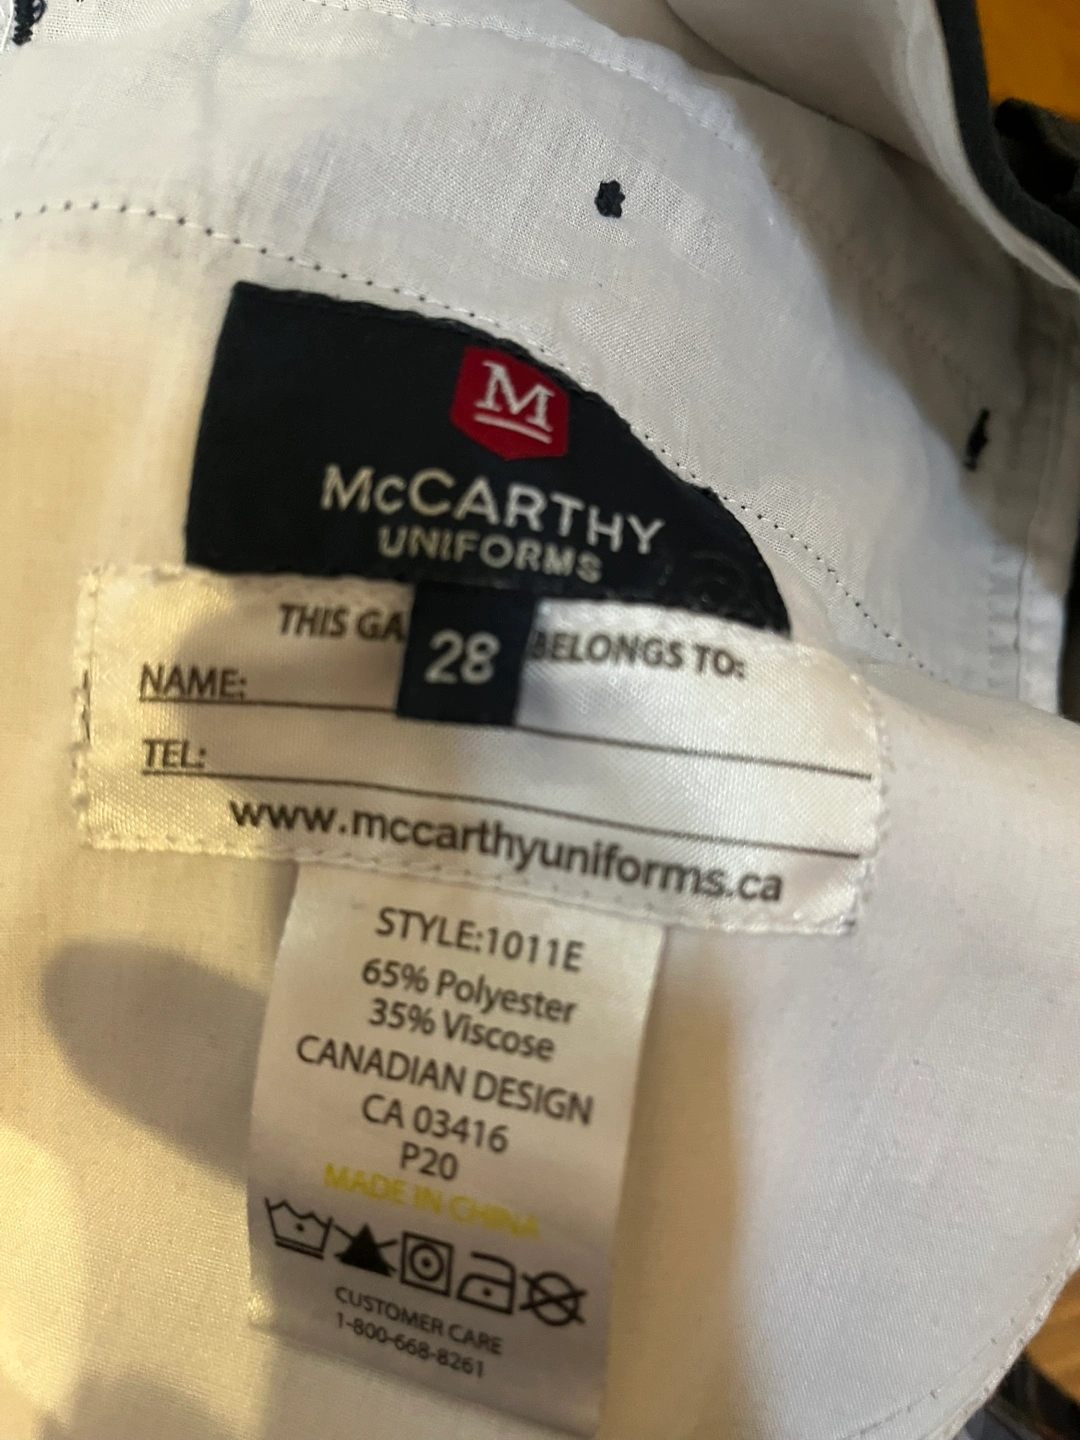 M
McCARTHY
UNIFORMS
THIS GA
28
BELONGS TO:
NAME:
TEL:
www.mccarthyuniforms.ca
STYLE:1011E
65% Polyester
35% Viscose
CANADIAN DESIGN
CA 03416
P20
MADE IN CHINA
CUSTOMER CARE
1-800-668-8261